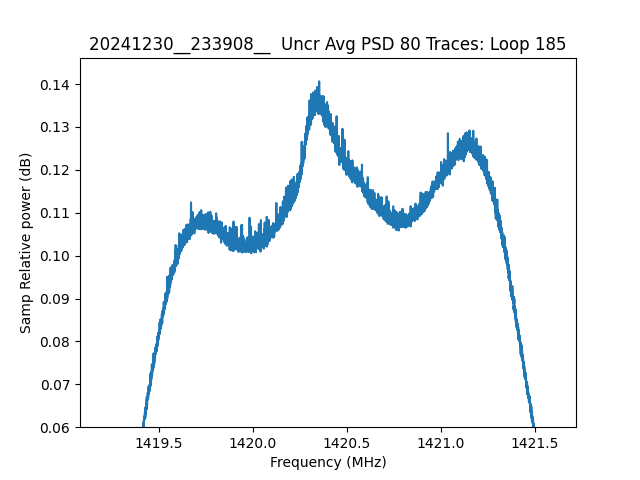 20241230__233908__  Uncr Avg PSD 80 Traces: Loop 185
Samp Relative power (dB)
0.14
0.13
0.12
0.11
0.10
0.09
0.08
0.07
0.06
1419.5 1420.0 1420.5 1421.0 1421.5
Frequency (MHz)